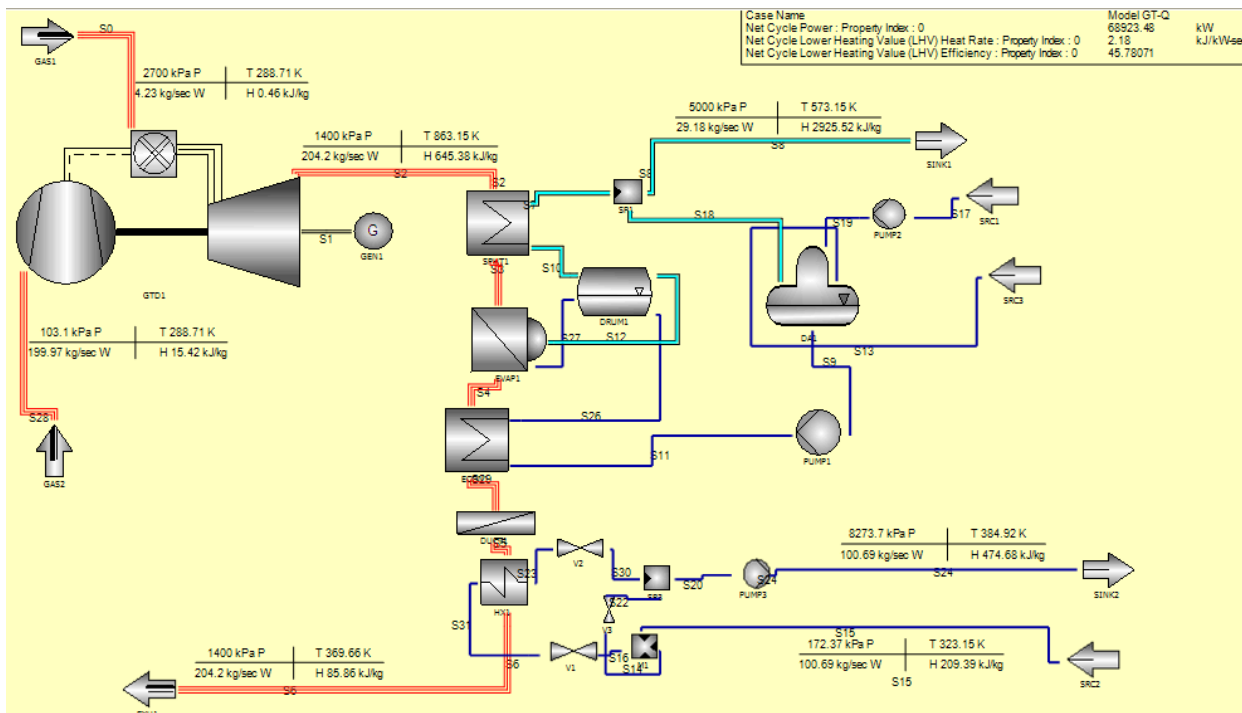 Case Name Model GT-Q
Net Cycle Power : Property Index : 0 68923.48 kW
Net Cycle Lower Heating Value (LHV) Heat Rate : Property Index : 0 2.18 kJ/kW-se
Net Cycle Lower Heating Value (LHV) Efficiency : Property Index : 0 45.78071
S0
GAS1
2700 kPa P T 288.71 K
4.23 kg/sec W H 0.46 kJ/kg
5000 kPa P T 573.15 K
29.18 kg/sec W H 2925.52 kJ/kg
S8
SINK1
1400 kPa P T 863.15 K
204.2 kg/sec W H 645.38 kJ/kg
S2
S2
S8
SP1
S18
S19
S17
PUMP2
SRC1
S1
G
GEN1
S3
S10
GTD1
DRUM1
SRC3
DA1
S13
S9
103.1 kPa P T 288.71 K
199.97 kg/sec W H 15.42 kJ/kg
S27
S12
EVAP1
S4
S28
GAS2
S26
S11
PUMP1
S23
V2
S30
S20
PUMP3
8273.7 kPa P T 384.92 K
100.69 kg/sec W H 474.68 kJ/kg
S24
S24
SINK2
HX1
S22
V3
S31
V1
S16
S14
S15
172.37 kPa P T 323.15 K
100.69 kg/sec W H 209.39 kJ/kg
S15
SRC2
1400 kPa P T 369.66 K
204.2 kg/sec W H 85.86 kJ/kg
S6
S6